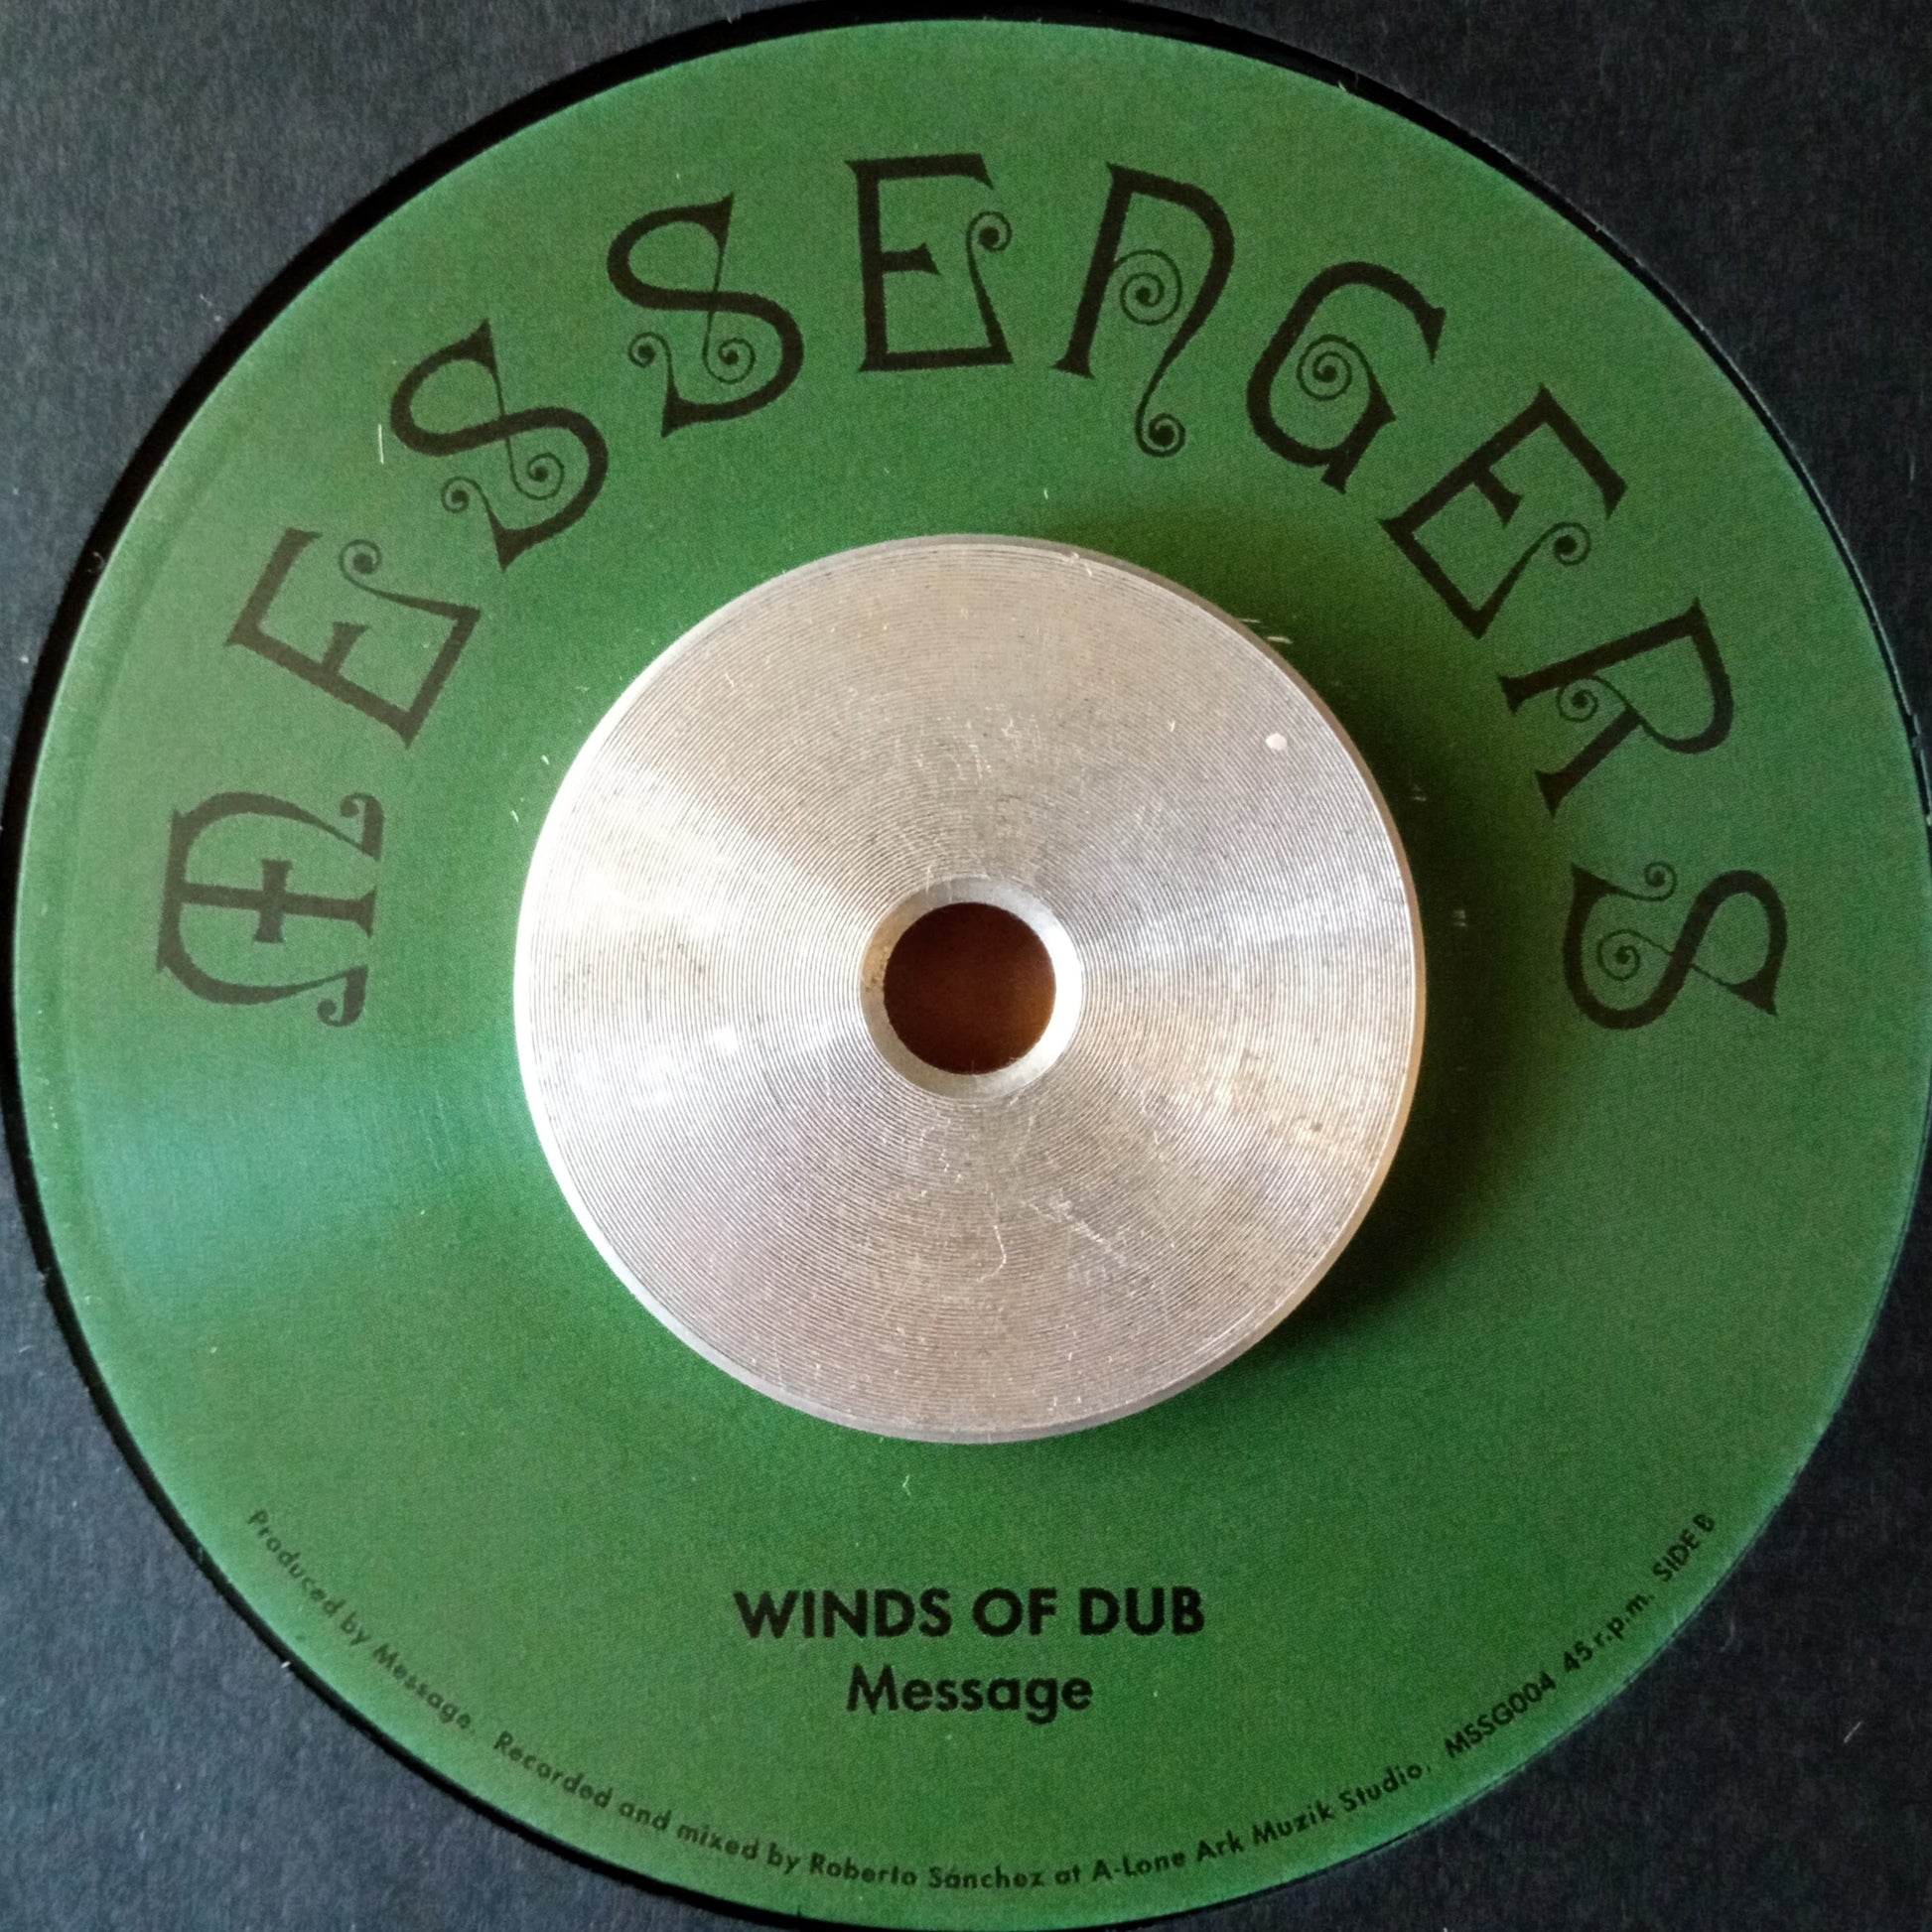 MESSENGERS
WINDS OF DUB
Message
Produced by Message. Recorded and mixed by Roberto Sánchez at A-Lone Ark Muzik Studio. MSSG004 45 r.p.m. SIDE B